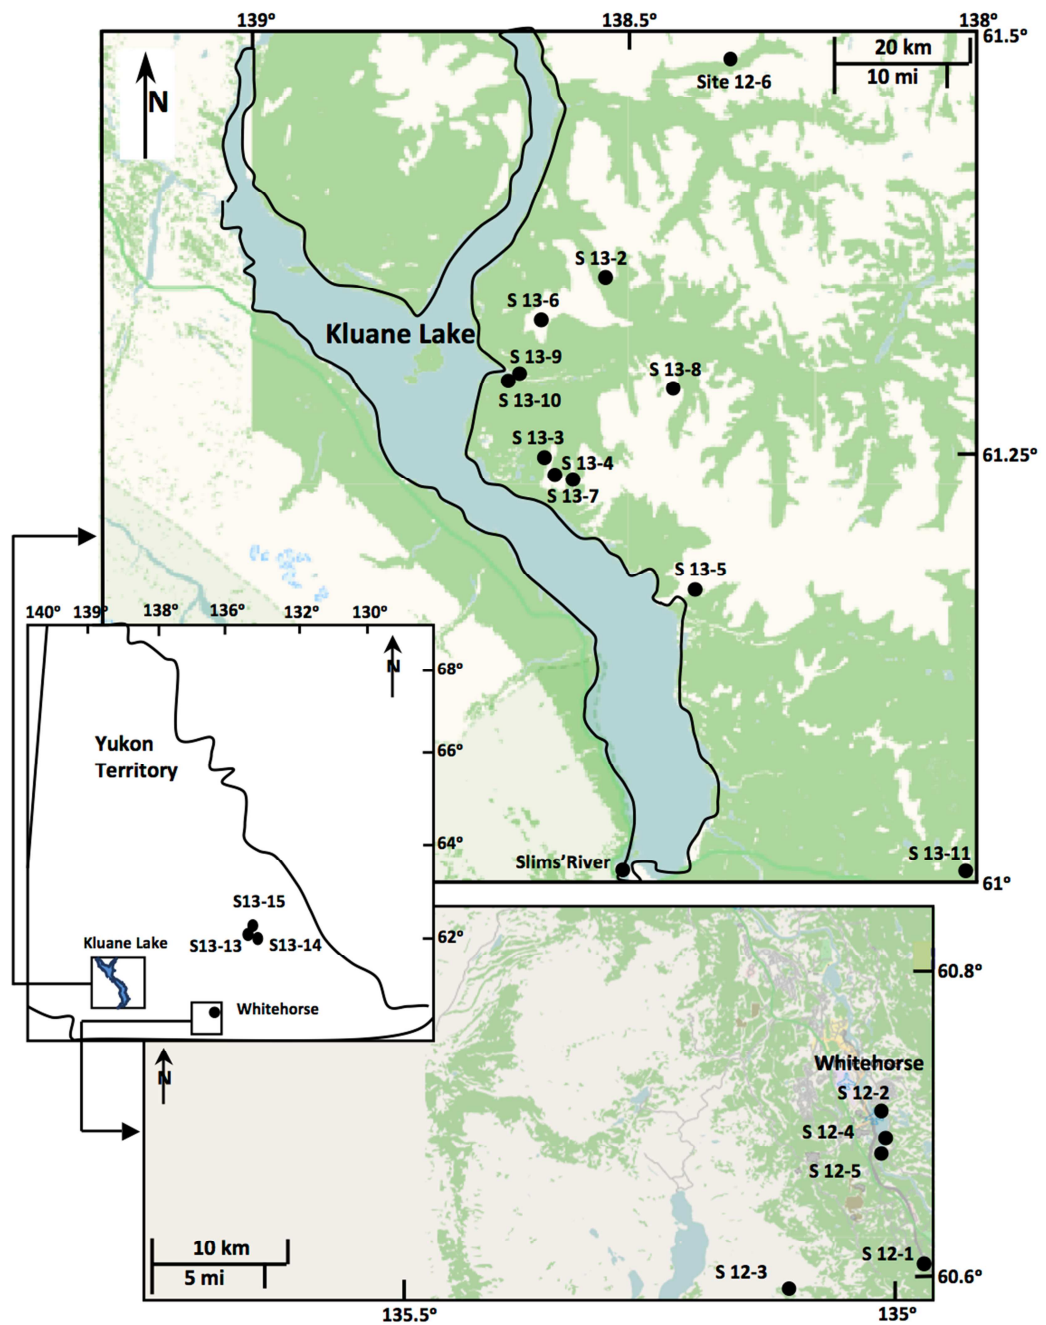 139°
138.5°
138°
61.5°
20 km
10 mi
N
Site 12-6
S 13-2
S 13-6
Kluane Lake
S 13-9
S 13-8
S 13-10
S 13-3
61.25°
S 13-4
S 13-7
S 13-5
140°
139°
138°
136°
132°
130°
N
68°
Yukon
Territory
66°
64°
S 13-11
Slims'River
61°
S13-15
62°
S13-13
S13-14
Kluane Lake
Whitehorse
60.8°
N
Whitehorse
S 12-2
S 12-4
S 12-5
10 km
5 mi
S 12-1
S 12-3
60.6°
135.5°
135°